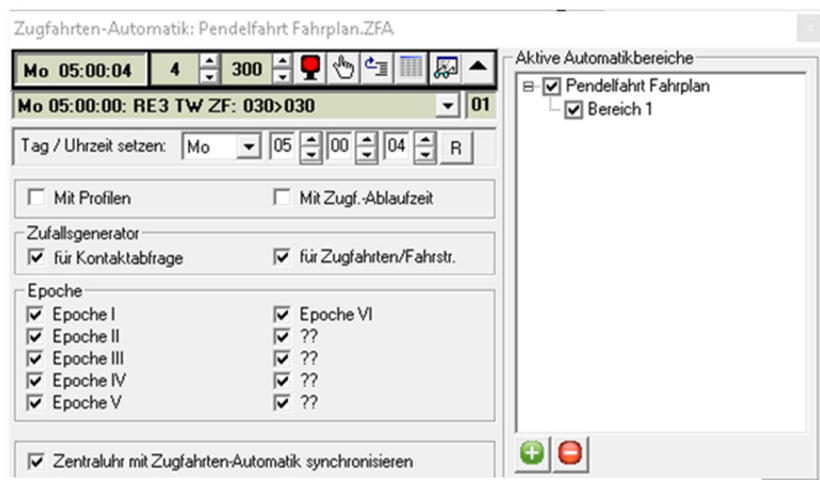 Zugfahrten-Automatik: Pendelfahrt Fahrplan.ZFA
x
Mo 05:00:04 4 300
Mo 05:00:00: RE3 TW ZF: 030>030 01
Tag / Uhrzeit setzen: Mo 05 00 04 R
Mit Profilen Mit Zugf.-Ablaufzeit
Zufallsgenerator
für Kontaktabfrage für Zugfahrten/Fahrstr.
Epoche
Epoche I Epoche VI
Epoche II ??
Epoche III ??
Epoche IV ??
Epoche V ??
Zentraluhr mit Zugfahrten-Automatik synchronisieren
Aktive Automatikbereiche
Pendelfahrt Fahrplan
Bereich 1